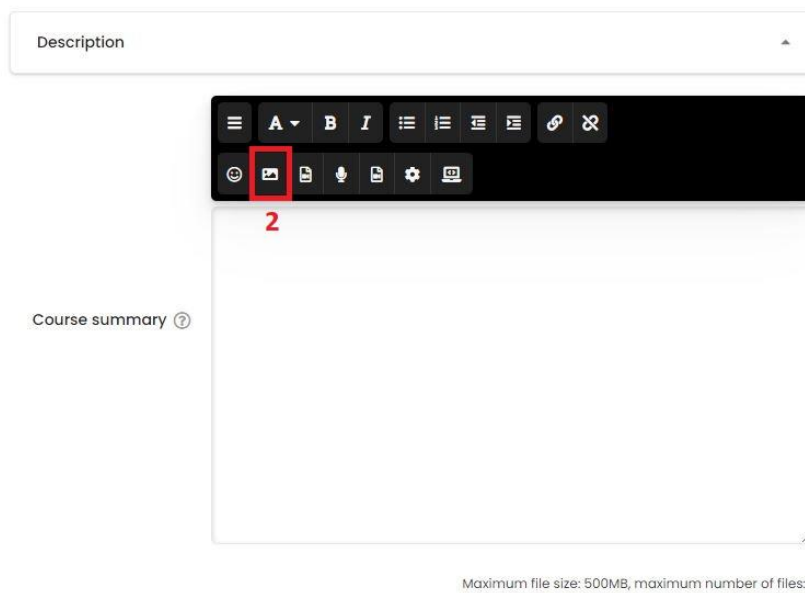 Description
A B I
2
Course summary
Maximum file size: 500MB, maximum number of files: